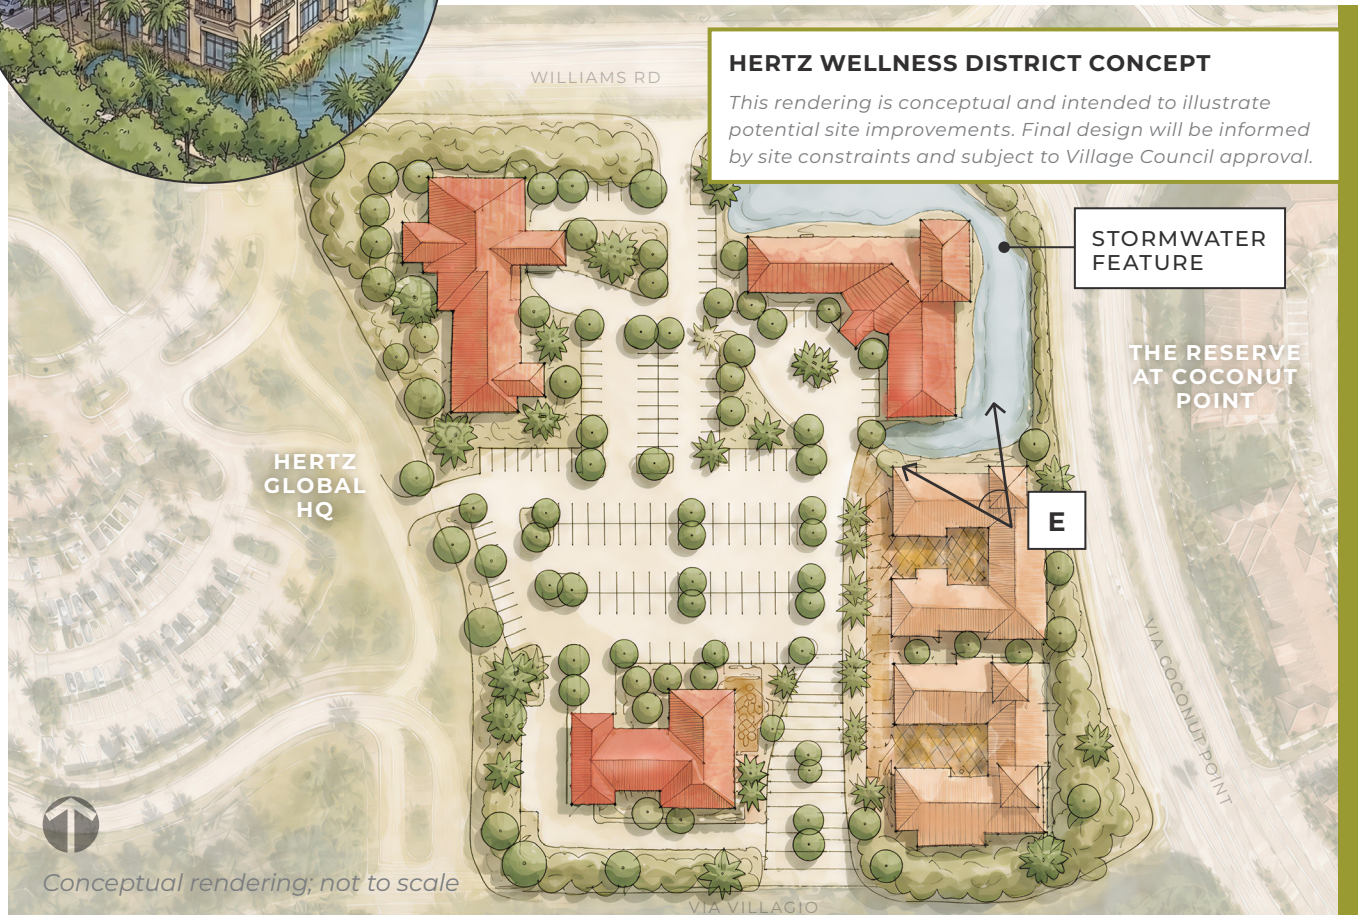 WILLIAMS RD
HERTZ WELLNESS DISTRICT CONCEPT
This rendering is conceptual and intended to illustrate
potential site improvements. Final design will be informed
by site constraints and subject to Village Council approval.
STORMWATER
FEATURE
THE RESERVE
AT COCONUT
POINT
HERTZ
GLOBAL
HQ
E
VIA COCONUT POINT
Conceptual rendering; not to scale
VIA VILLAGIO